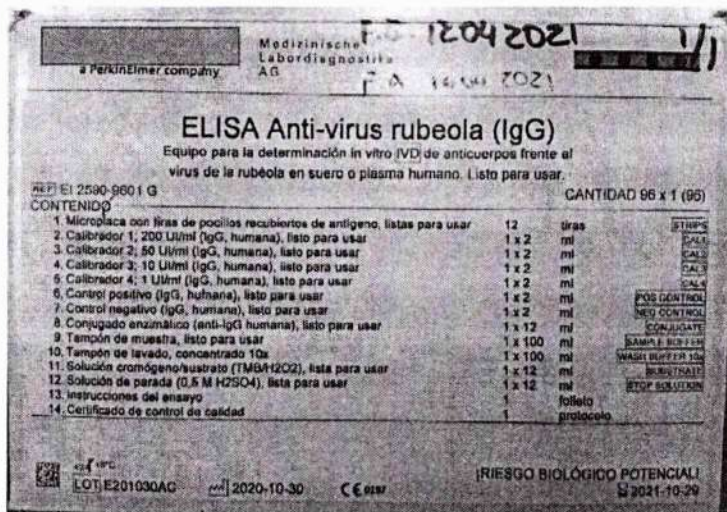 Medizinische
Labordiagnostika
AG
a PerkinElmer company
12042021
1/1
2021
ELISA Anti-virus rubeola (IgG)
Equipo para la determinación in vitro IVD de anticuerpos frente al
virus de la rubéola en suero o plasma humano. Listo para usar.
REF EI 2590-9601 G
CANTIDAD 96 x 1 (96)
CONTENIDO
1. Microplaca con tiras de pocillos recubiertos de antígeno, listas para usar 12 tiras STRIPS
2. Calibrador 1; 200 UI/ml (IgG, humana), listo para usar 1 x 2 ml CAL1
3. Calibrador 2; 50 UI/ml (IgG, humana), listo para usar 1 x 2 ml CAL2
4. Calibrador 3; 10 UI/ml (IgG, humana), listo para usar 1 x 2 ml CAL3
5. Calibrador 4; 1 UI/ml (IgG, humana), listo para usar 1 x 2 ml CAL4
6. Control positivo (IgG, humana), listo para usar 1 x 2 ml POS CONTROL
7. Control negativo (IgG, humana), listo para usar 1 x 2 ml NEG CONTROL
8. Conjugado enzimático (anti-IgG humana), listo para usar 1 x 12 ml CONJUGATE
9. Tampón de muestra, listo para usar 1 x 100 ml SAMPLE BUFFER
10. Tampón de lavado, concentrado 10x 1 x 100 ml WASH BUFFER 10x
11. Solución cromógeno/sustrato (TMB/H2O2), lista para usar 1 x 12 ml SUBSTRATE
12. Solución de parada (0,5 M H2SO4), lista para usar 1 x 12 ml STOP SOLUTION
13. Instrucciones del ensayo 1 folleto
14. Certificado de control de calidad 1 protocolo
¡RIESGO BIOLÓGICO POTENCIAL!
LOT E201030AC
2020-10-30
CE 0197
2021-10-29